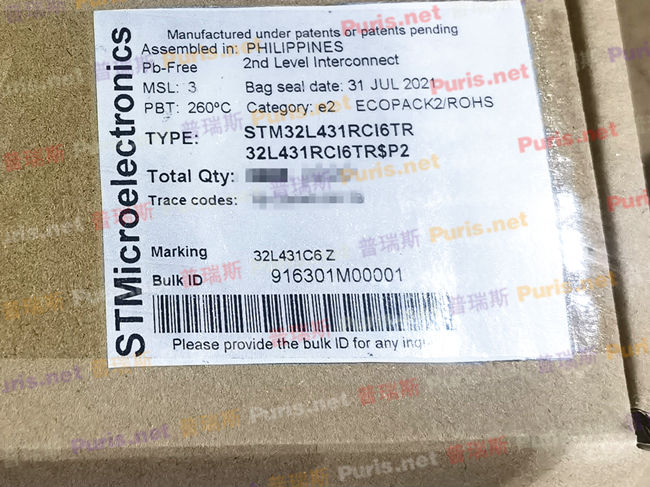 Manufactured under patents or patents pending
Assembled in: PHILIPPINES
Pb-Free 2nd Level Interconnect
MSL: 3 Bag seal date: 31 JUL 2021
PBT: 260ºC Category: e2 ECOPACK2/ROHS
TYPE: STM32L431RCI6TR
32L431RCI6TR$P2
Total Qty:
Trace codes:
Marking 32L431C6 Z
Bulk ID 916301M00001
Please provide the bulk ID for any
STMicroelectronics
普瑞斯 Puris.net